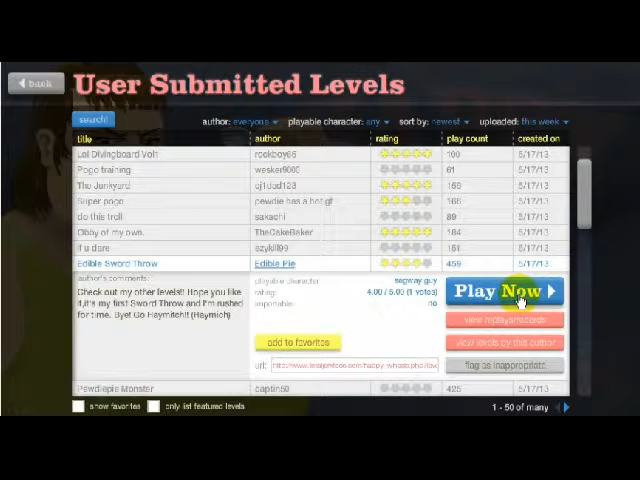 back
User Submitted Levels
search!
author: everyone playable character: any sort by: newest uploaded: this week
title author rating play count created on
Lol Divingboard Volt rockboy65 100 5/17/13
Pogo training wesker9000 61 5/17/13
The Junkyard 169 5/17/13
Super pogo pewdie has a hot gf 166 5/17/13
do this troll sakachi 89 5/17/13
Obby of my own. TheCakeBaker 184 5/17/13
if u dare ezykill99 151 5/17/13
Edible Sword Throw Edible Pie 459 5/17/13
author's comments:
Check out my other levels!! Hope you like
it,it's my first Sword Throw and I'm rushed
for time. Bye! Go Haymitch!! (Haymich)
playable character segway guy
rating: 4.00 / 5.00 (1 votes)
importable: no
add to favorites
url:
Play Now
view replays/records
view levels by this author
flag as inappropriate
Pewdiepie Monster captin50 425 5/17/13
show favorites only list featured levels 1 - 50 of many